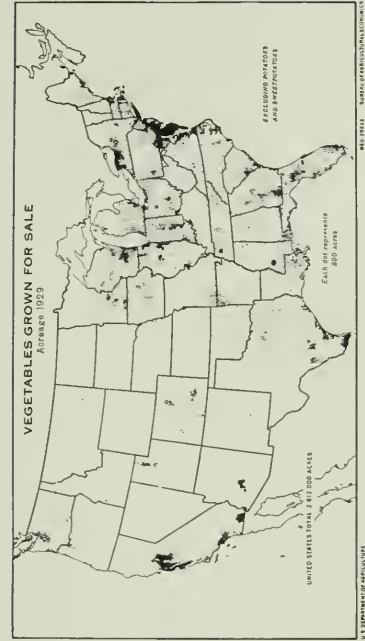 VEGETABLES GROWN FOR SALE
Acreage 1929
EXCLUDING POTATOES
AND SWEETPOTATOES
Each dot represents
800 ACRES
UNITED STATES TOTAL 2 812 000 ACRES
U S DEPARTMENT OF AGRICULTURE
BUREAU OF AGRICULTURAL ECONOMICS